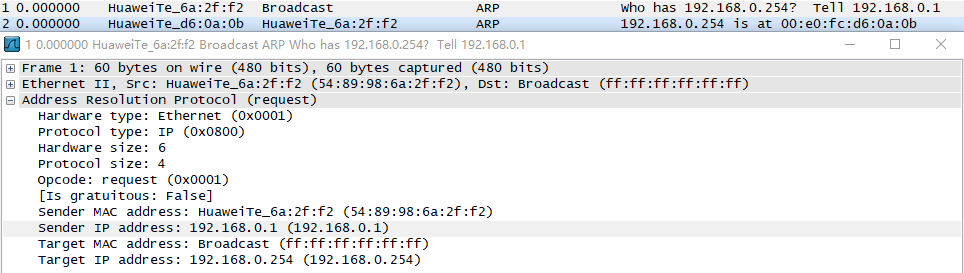 1 0.000000 HuaweiTe_6a:2f:f2 Broadcast ARP Who has 192.168.0.254? Tell 192.168.0.1
2 0.000000 HuaweiTe_d6:0a:0b HuaweiTe_6a:2f:f2 ARP 192.168.0.254 is at 00:e0:fc:d6:0a:0b
1 0.000000 HuaweiTe_6a:2f:f2 Broadcast ARP Who has 192.168.0.254? Tell 192.168.0.1
Frame 1: 60 bytes on wire (480 bits), 60 bytes captured (480 bits)
Ethernet II, Src: HuaweiTe_6a:2f:f2 (54:89:98:6a:2f:f2), Dst: Broadcast (ff:ff:ff:ff:ff:ff)
Address Resolution Protocol (request)
Hardware type: Ethernet (0x0001)
Protocol type: IP (0x0800)
Hardware size: 6
Protocol size: 4
Opcode: request (0x0001)
[Is gratuitous: False]
Sender MAC address: HuaweiTe_6a:2f:f2 (54:89:98:6a:2f:f2)
Sender IP address: 192.168.0.1 (192.168.0.1)
Target MAC address: Broadcast (ff:ff:ff:ff:ff:ff)
Target IP address: 192.168.0.254 (192.168.0.254)